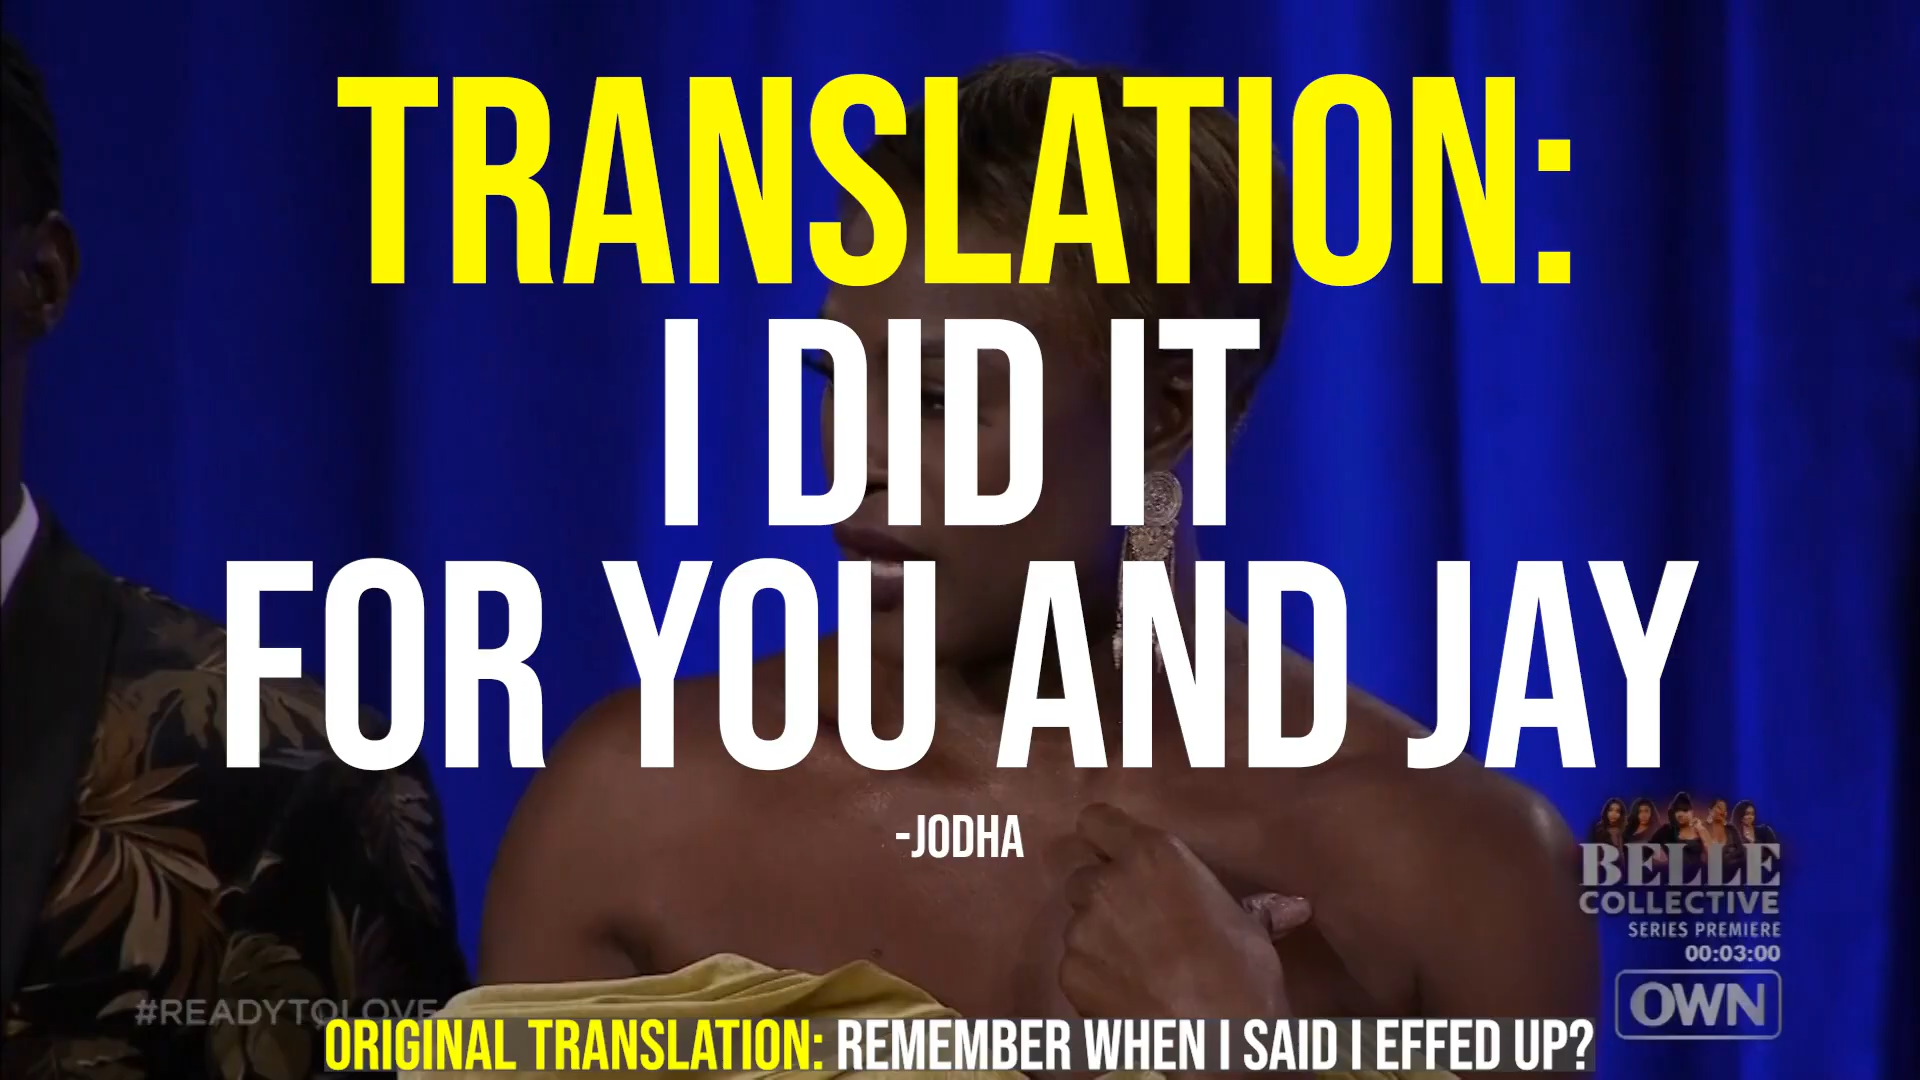 TRANSLATION:
I DID IT
FOR YOU AND JAY
-JODHA
BELLE
COLLECTIVE
SERIES PREMIERE
00:03:00
OWN
#READYTOLOVE
ORIGINAL TRANSLATION: REMEMBER WHEN I SAID I EFFED UP?